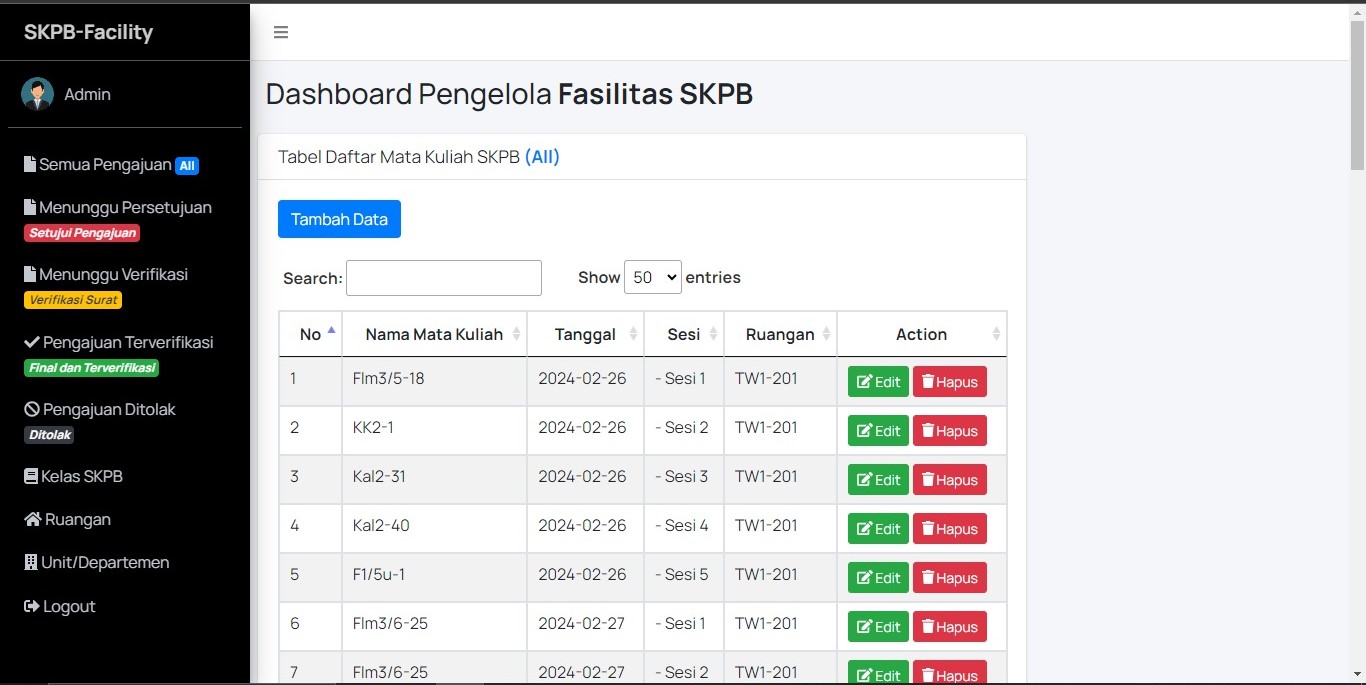 SKPB-Facility
Admin
Semua Pengajuan All
Menunggu Persetujuan
Setujui Pengajuan
Menunggu Verifikasi
Verifikasi Surat
Pengajuan Terverifikasi
Final dan Terverifikasi
Pengajuan Ditolak
Ditolak
Kelas SKPB
Ruangan
Unit/Departemen
Logout
Dashboard Pengelola Fasilitas SKPB
Tabel Daftar Mata Kuliah SKPB (All)
Tambah Data
Search: Show 50 entries
No Nama Mata Kuliah Tanggal Sesi Ruangan Action
1 FIm3/5-18 2024-02-26 - Sesi 1 TW1-201 Edit Hapus
2 KK2-1 2024-02-26 - Sesi 2 TW1-201 Edit Hapus
3 Kal2-31 2024-02-26 - Sesi 3 TW1-201 Edit Hapus
4 Kal2-40 2024-02-26 - Sesi 4 TW1-201 Edit Hapus
5 F1/5u-1 2024-02-26 - Sesi 5 TW1-201 Edit Hapus
6 FIm3/6-25 2024-02-27 - Sesi 1 TW1-201 Edit Hapus
7 FIm3/6-25 2024-02-27 - Sesi 2 TW1-201 Edit Hapus